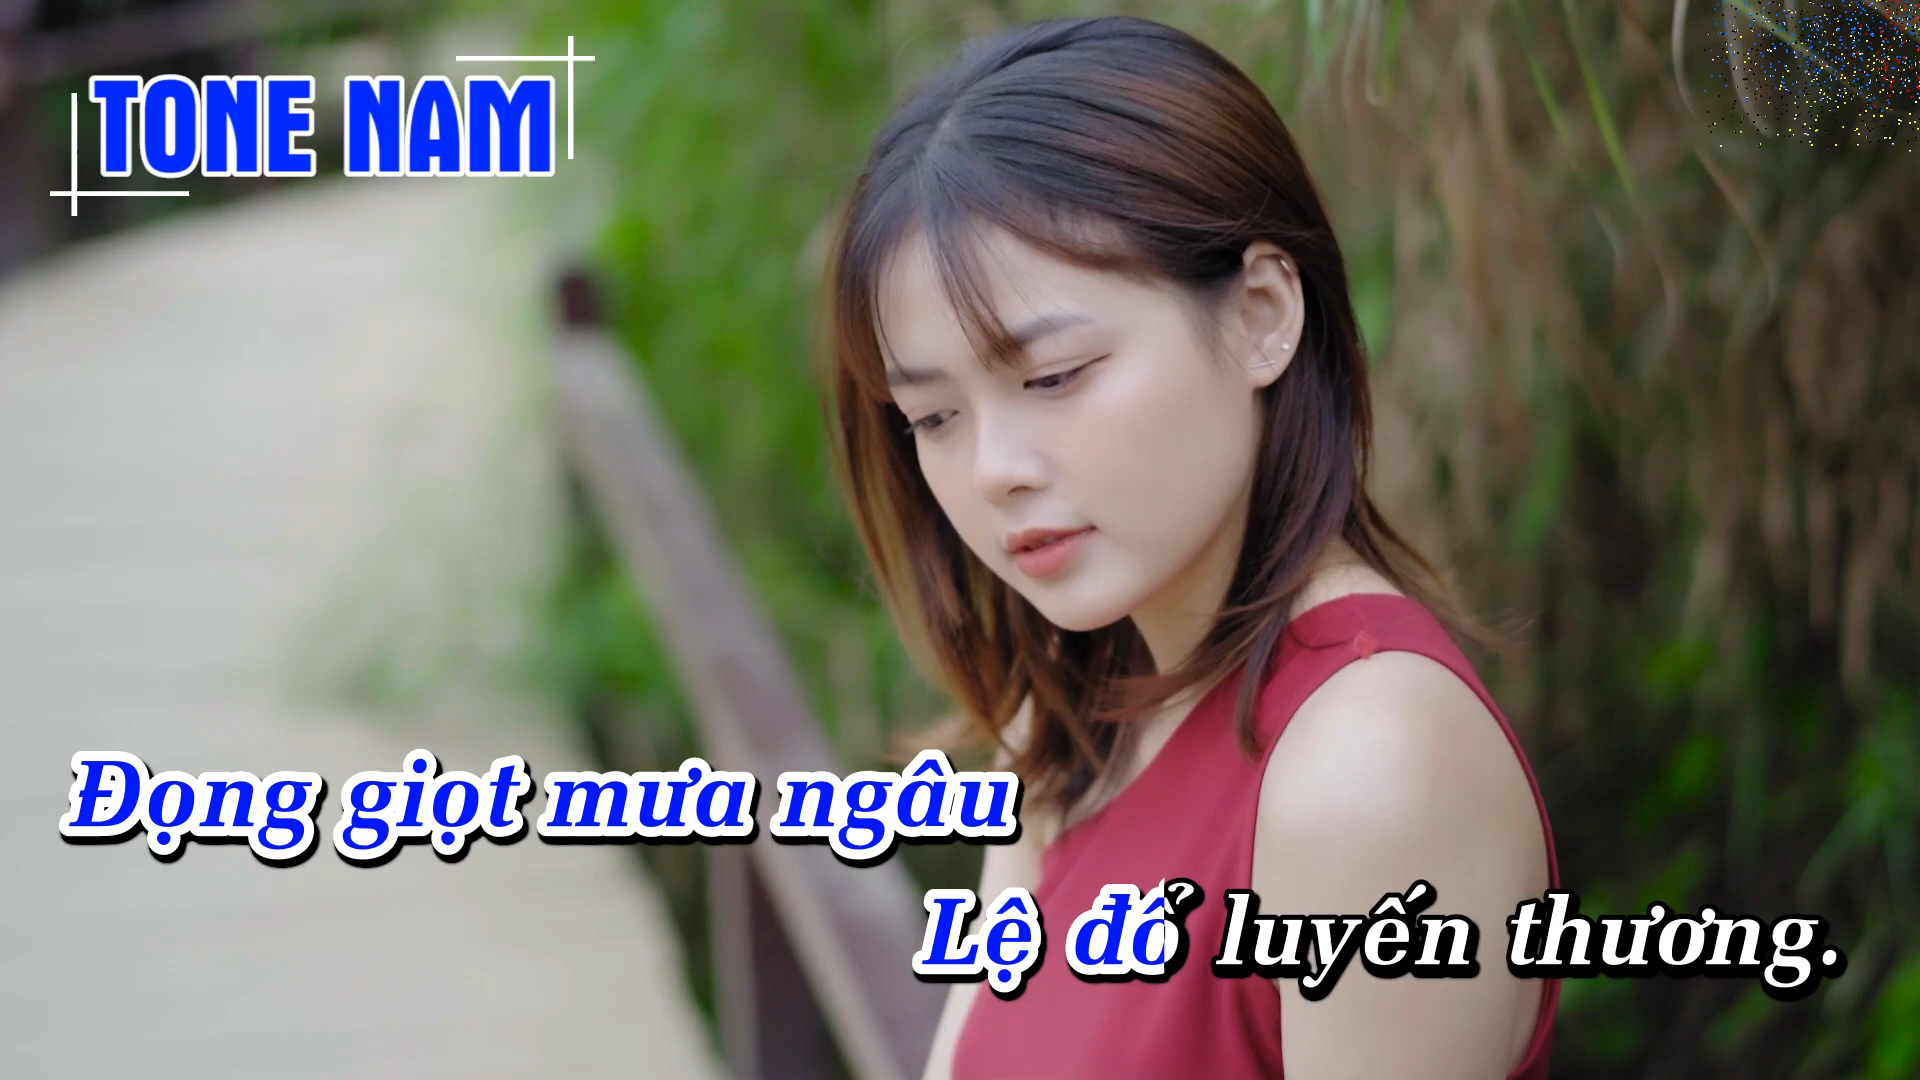 TONE NAM
Đọng giọt mưa ngâu
Lệ đổ luyến thương.